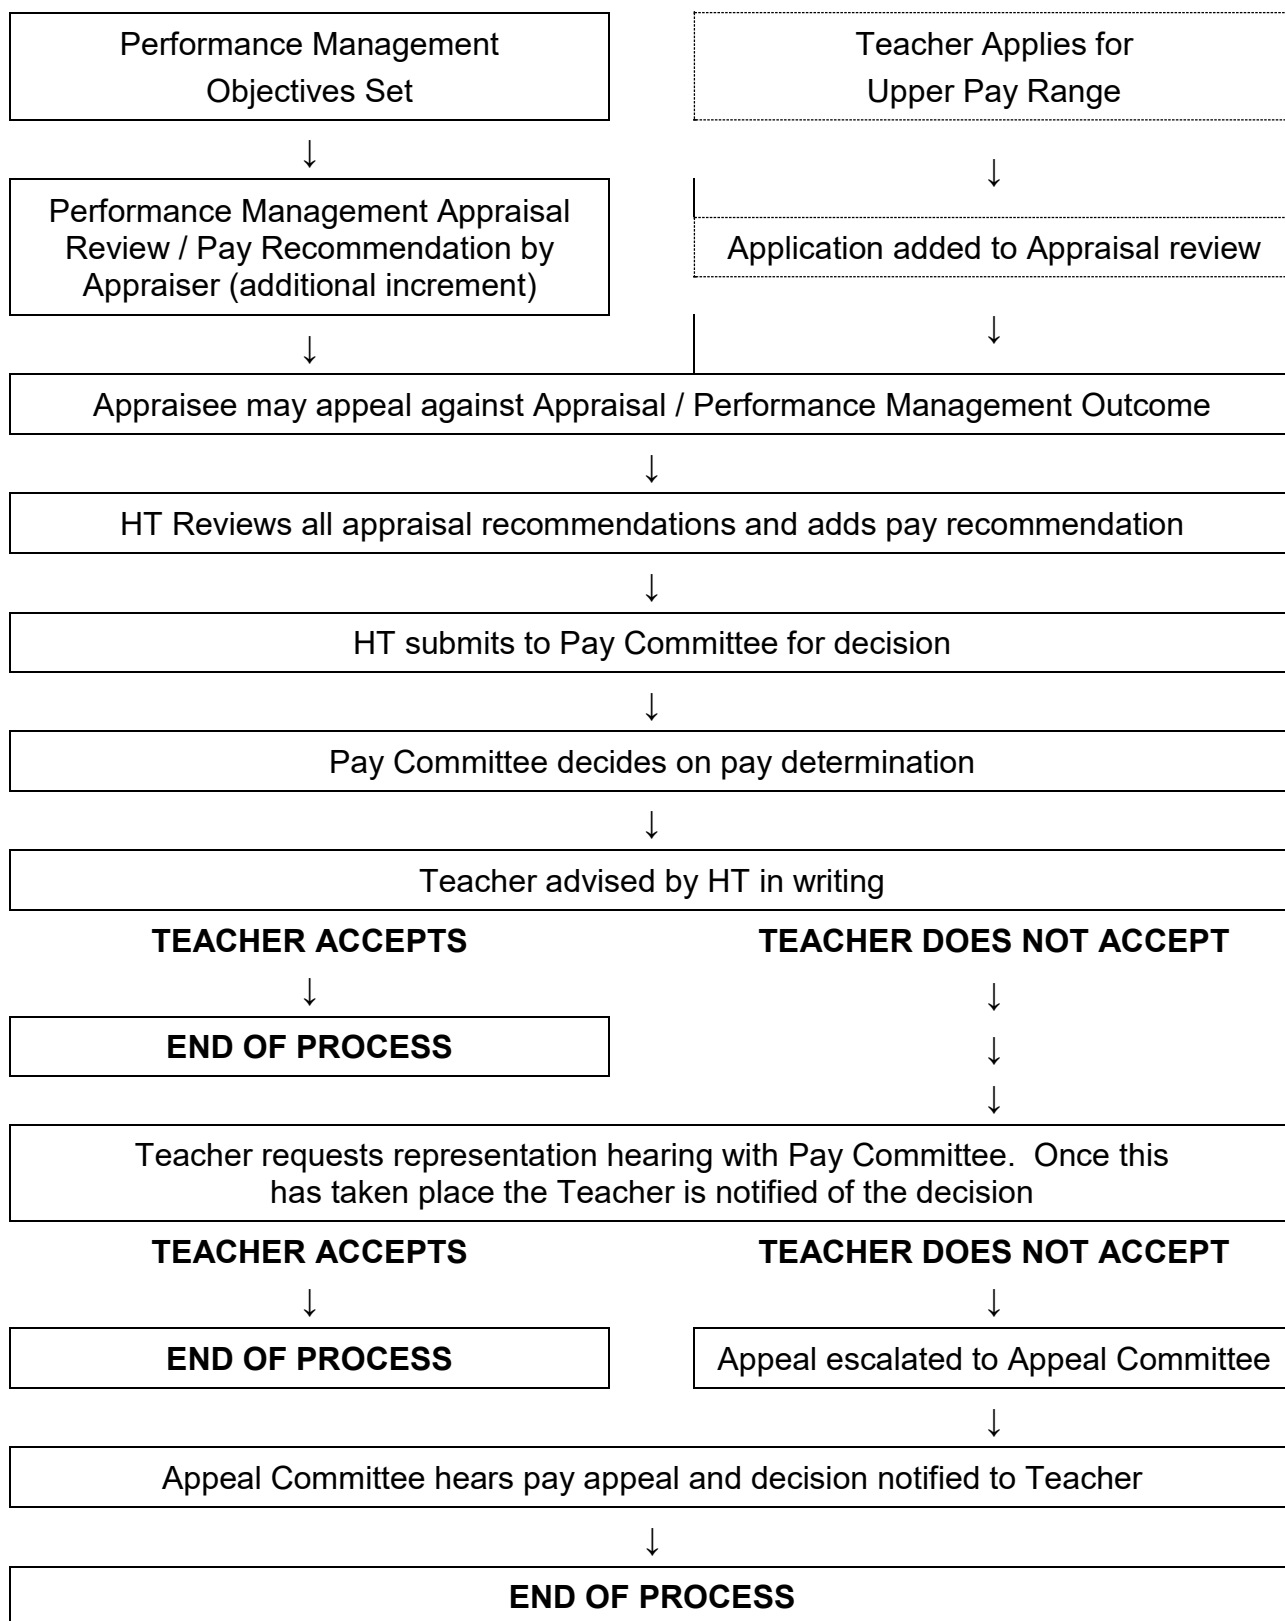 Performance Management
Objectives Set
Teacher Applies for
Upper Pay Range
↓
↓
Performance Management Appraisal
Review / Pay Recommendation by
Appraiser (additional increment)
Application added to Appraisal review
↓
↓
Appraisee may appeal against Appraisal / Performance Management Outcome
↓
HT Reviews all appraisal recommendations and adds pay recommendation
↓
HT submits to Pay Committee for decision
↓
Pay Committee decides on pay determination
↓
Teacher advised by HT in writing
TEACHER ACCEPTS
TEACHER DOES NOT ACCEPT
↓
↓
END OF PROCESS
↓
↓
Teacher requests representation hearing with Pay Committee.  Once this
has taken place the Teacher is notified of the decision
TEACHER ACCEPTS
TEACHER DOES NOT ACCEPT
↓
↓
END OF PROCESS
Appeal escalated to Appeal Committee
↓
Appeal Committee hears pay appeal and decision notified to Teacher
↓
END OF PROCESS